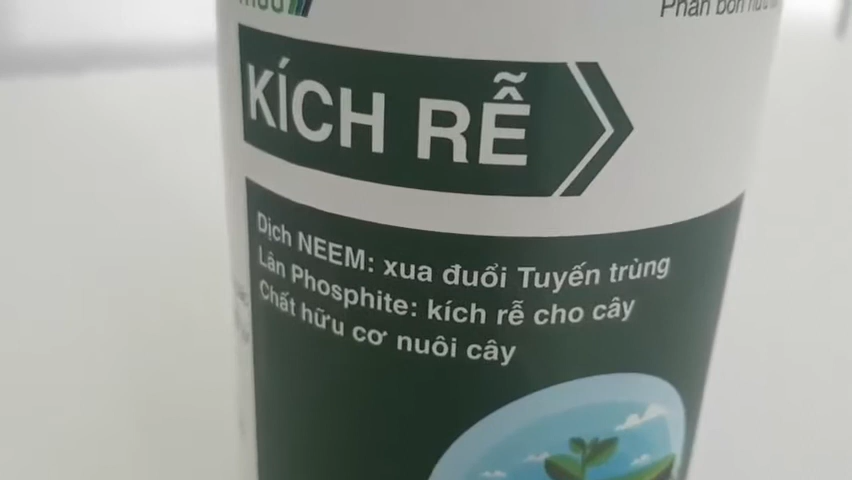 Phân bón hữu
KÍCH RỄ
Dịch NEEM: xua đuổi Tuyến trùng
Lân Phosphite: kích rễ cho cây
Chất hữu cơ nuôi cây